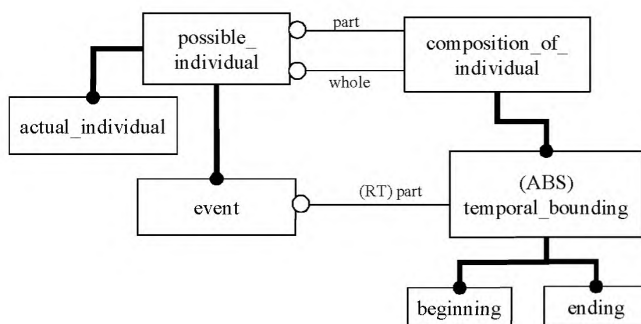 possible_
individual
part
whole
composition_of_
individual
actual_individual
event
(RT) part
(ABS)
temporal_bounding
beginning
ending